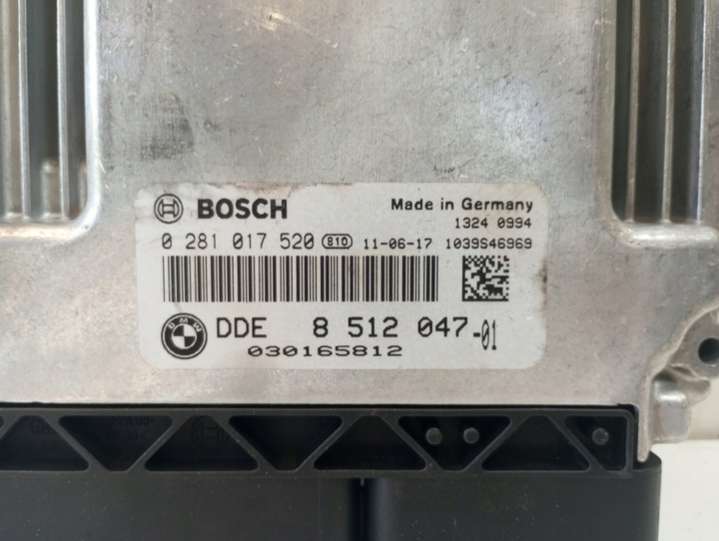 BOSCH Made in Germany
1324 0994
0 281 017 520 810 11-06-17 1039S46969
BMW DDE 8 512 047-01
030165812